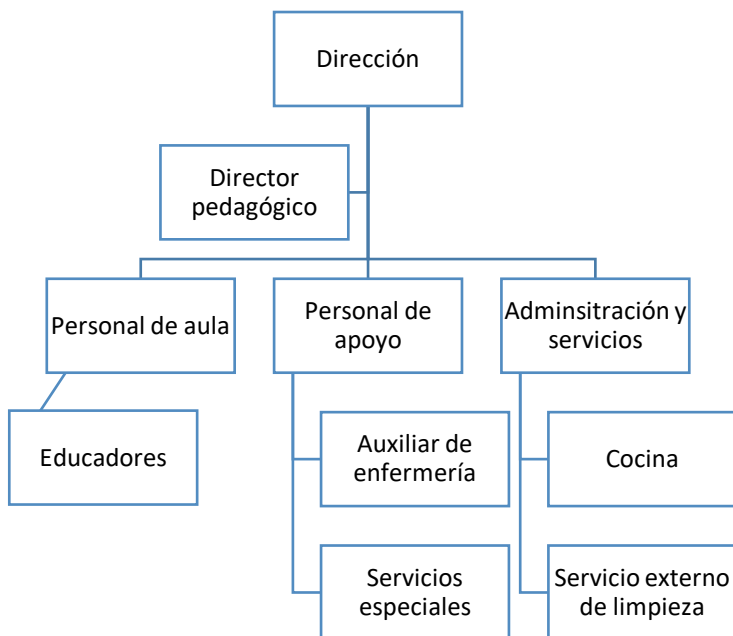 Dirección
Director
pedagógico
Personal de aula
Personal de
apoyo
Adminsitración y
servicios
Educadores
Auxiliar de
enfermería
Cocina
Servicios
especiales
Servicio externo
de limpieza